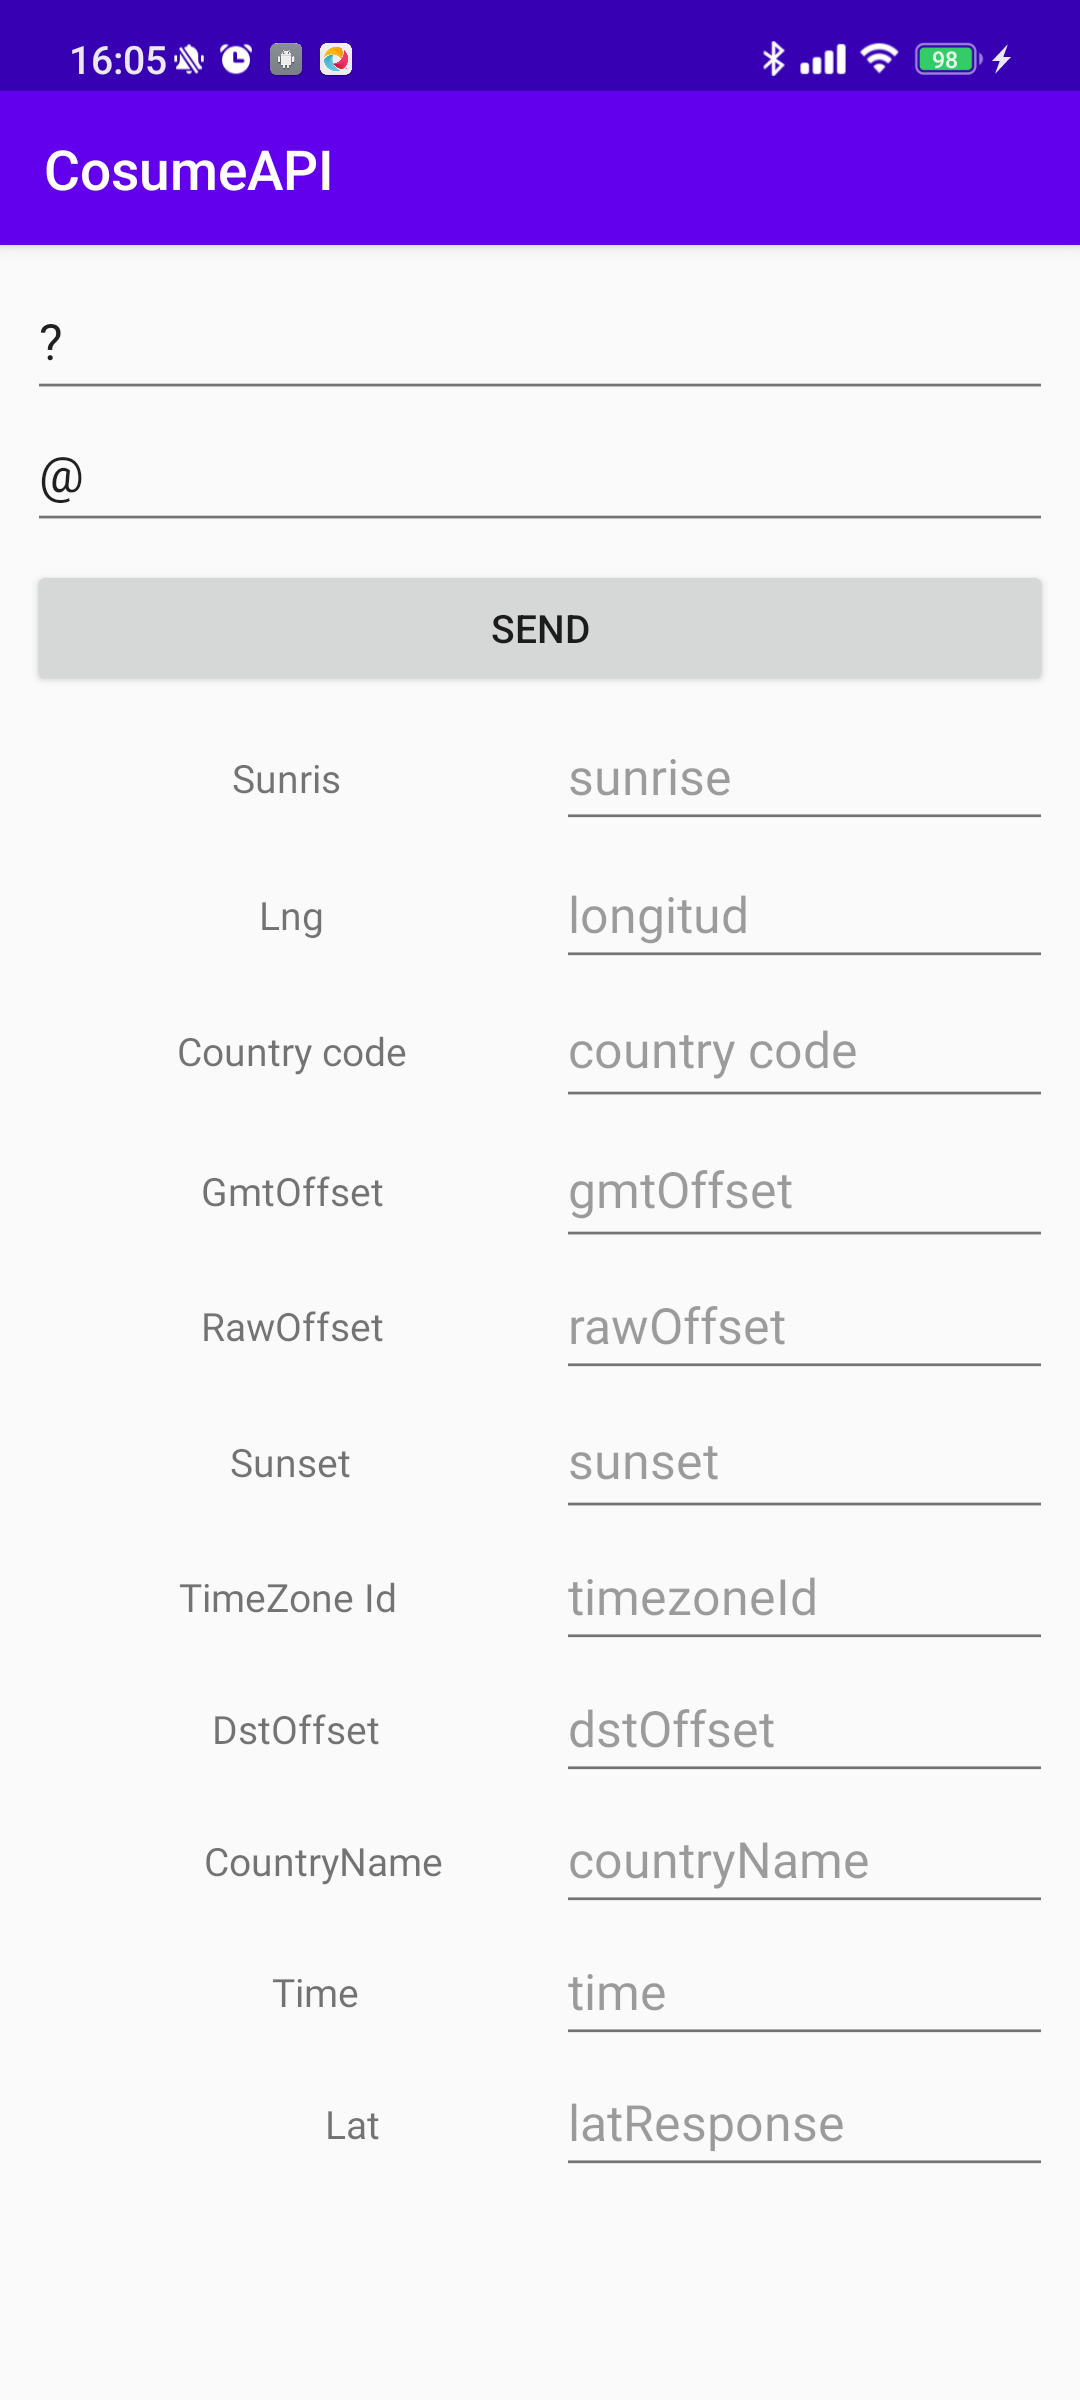 16:05 98
CosumeAPI
?
@
SEND
Sunris sunrise
Lng longitud
Country code country code
GmtOffset gmtOffset
RawOffset rawOffset
Sunset sunset
TimeZone Id timezoneId
DstOffset dstOffset
CountryName countryName
Time time
Lat latResponse